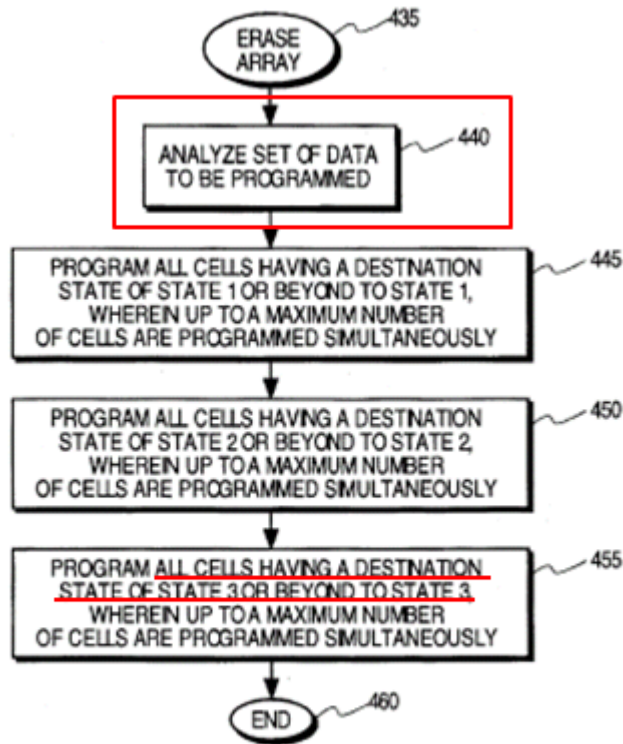 ERASE
ARRAY
435
ANALYZE SET OF DATA
TO BE PROGRAMMED
440
PROGRAM ALL CELLS HAVING A DESTINATION
STATE OF STATE 1 OR BEYOND TO STATE 1,
WHEREIN UP TO A MAXIMUM NUMBER
OF CELLS ARE PROGRAMMED SIMULTANEOUSLY
445
PROGRAM ALL CELLS HAVING A DESTINATION
STATE OF STATE 2 OR BEYOND TO STATE 2,
WHEREIN UP TO A MAXIMUM NUMBER
OF CELLS ARE PROGRAMMED SIMULTANEOUSLY
450
PROGRAM ALL CELLS HAVING A DESTINATION
STATE OF STATE 3 OR BEYOND TO STATE 3,
WHEREIN UP TO A MAXIMUM NUMBER
OF CELLS ARE PROGRAMMED SIMULTANEOUSLY
455
END
460